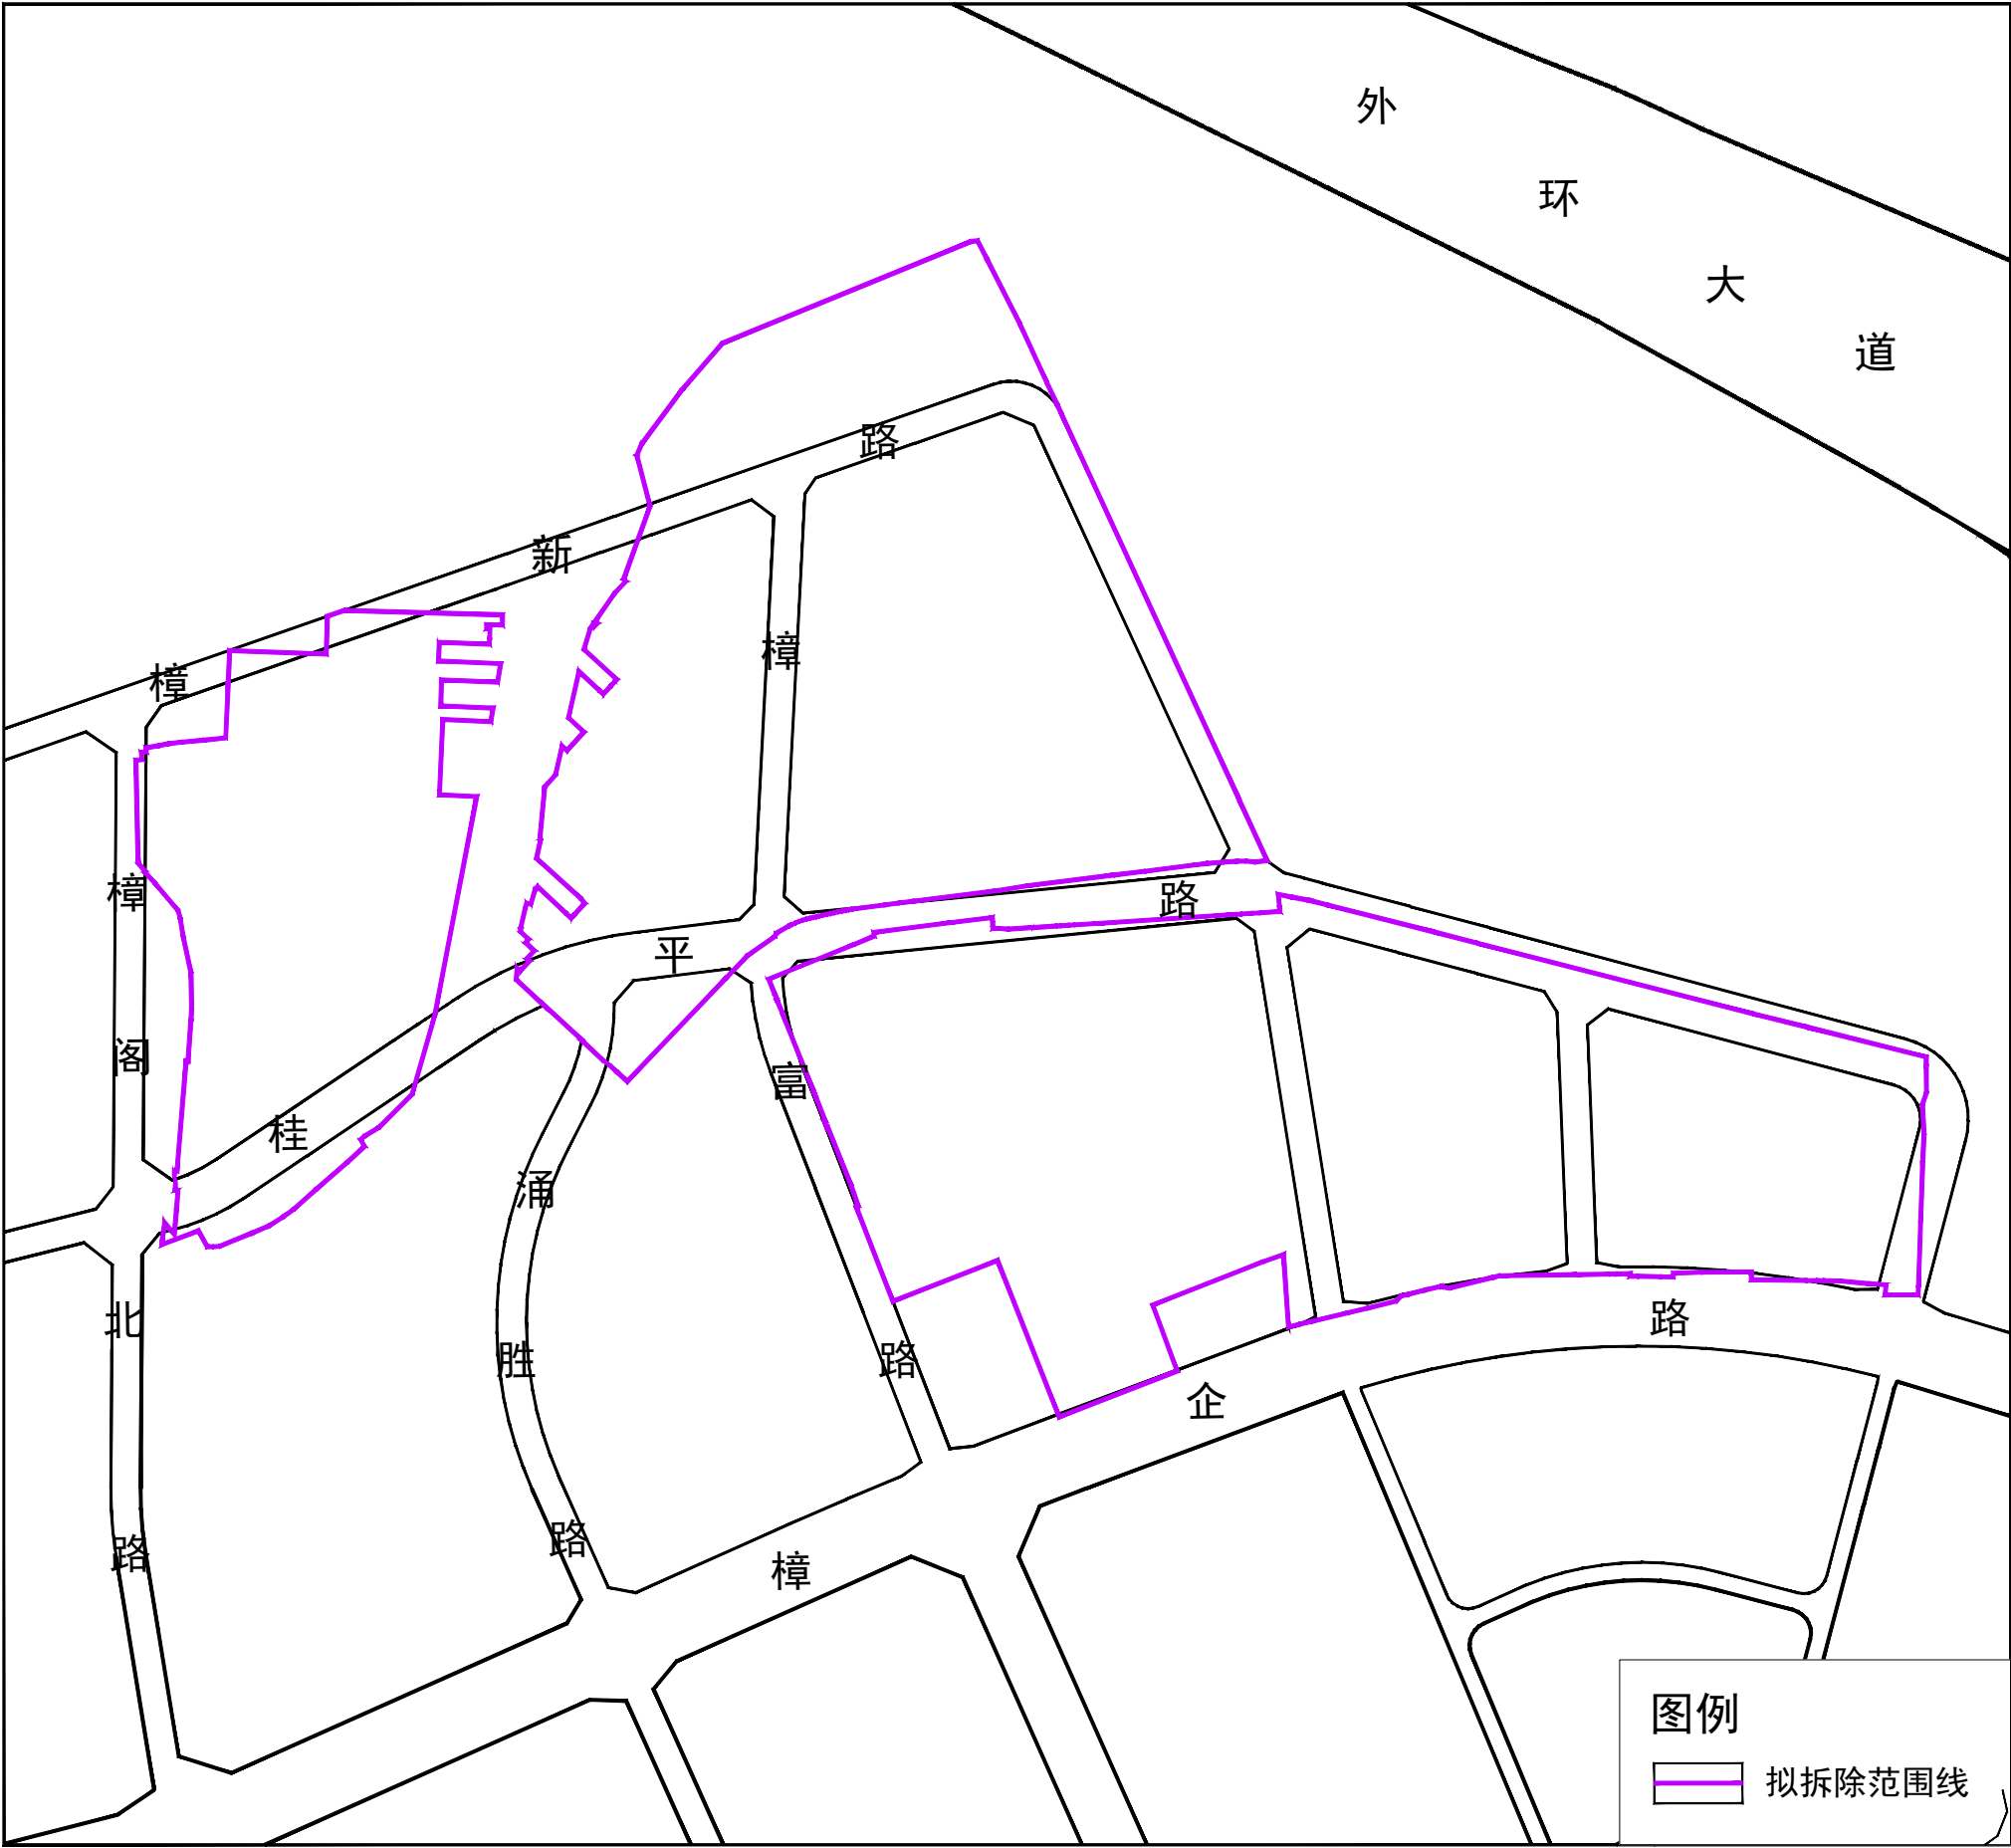 外环大道
樟新路
樟富路
桂平路
樟阁北路
涌胜路
樟企路
图例
拟拆除范围线